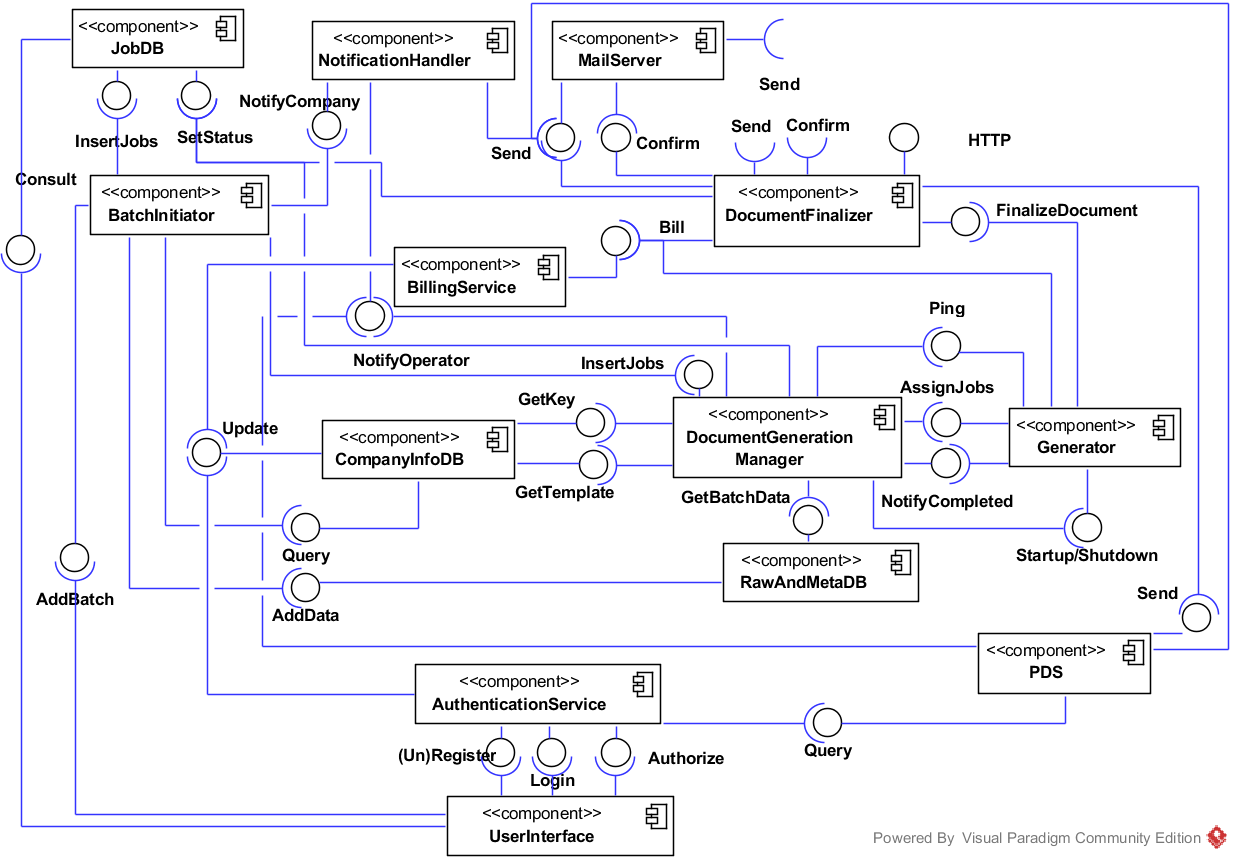 <<component>>
JobDB
<<component>>
NotificationHandler
<<component>>
MailServer
Send
NotifyCompany
InsertJobs
SetStatus
Send
Confirm
Send
Confirm
HTTP
Consult
<<component>>
BatchInitiator
<<component>>
DocumentFinalizer
FinalizeDocument
Bill
<<component>>
BillingService
Ping
NotifyOperator
InsertJobs
AssignJobs
GetKey
<<component>>
DocumentGeneration
Manager
<<component>>
Generator
Update
<<component>>
CompanyInfoDB
GetTemplate
GetBatchData
NotifyCompleted
Query
Startup/Shutdown
<<component>>
RawAndMetaDB
AddBatch
AddData
Send
<<component>>
PDS
<<component>>
AuthenticationService
Query
(Un)Register
Login
Authorize
<<component>>
UserInterface
Powered By Visual Paradigm Community Edition